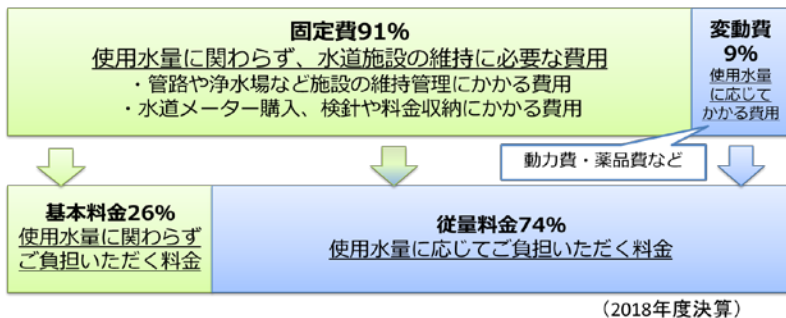 固定費91%
使用水量に関わらず、水道施設の維持に必要な費用
・管路や浄水場など施設の維持管理にかかる費用
・水道メーター購入、検針や料金収納にかかる費用
変動費
9%
使用水量
に応じて
かかる費用
動力費・薬品費など
基本料金26%
使用水量に関わらず
ご負担いただく料金
従量料金74%
使用水量に応じてご負担いただく料金
（2018年度決算）